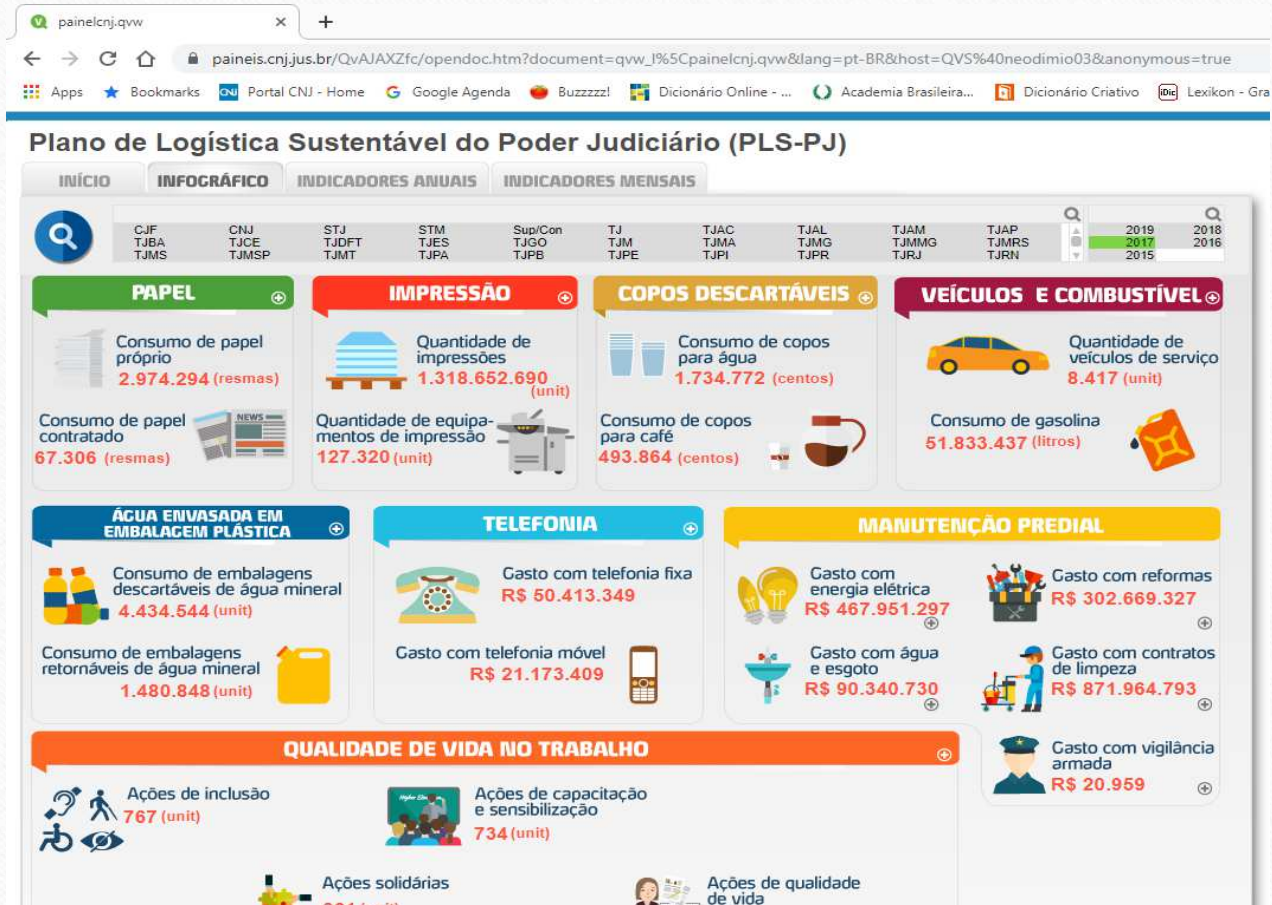 painelcnj.qvw
paineis.cnj.jus.br/QvAJAXZfc/opendoc.htm?document=qvw_l%5Cpainelcnj.qvw&lang=pt-BR&host=QVS%40neodimio03&anonymous=true
Apps Bookmarks CNJ Portal CNJ - Home Google Agenda Buzzzzz! Dicionário Online - ... Academia Brasileira... Dicionário Criativo iDic Lexikon - Gra
Plano de Logística Sustentável do Poder Judiciário (PLS-PJ)
INÍCIO INFOGRÁFICO INDICADORES ANUAIS INDICADORES MENSAIS
CJF CNJ STJ STM Sup/Con TJ TJAC TJAL TJAM TJAP 2019 2018
TJBA TJCE TJDFT TJES TJGO TJM TJMA TJMG TJMMG TJMRS 2017 2016
TJMS TJMSP TJMT TJPA TJPB TJPE TJPI TJPR TJRJ TJRN 2015
PAPEL
Consumo de papel
próprio
2.974.294 (resmas)
Consumo de papel
contratado
67.306 (resmas)
NEWS
IMPRESSÃO
Quantidade de
impressões
1.318.652.690
(unit)
Quantidade de equipa-
mentos de impressão
127.320 (unit)
COPOS DESCARTÁVEIS
Consumo de copos
para água
1.734.772 (centos)
Consumo de copos
para café
493.864 (centos)
VEÍCULOS E COMBUSTÍVEL
Quantidade de
veículos de serviço
8.417 (unit)
Consumo de gasolina
51.833.437 (litros)
ÁGUA ENVASADA EM
EMBALAGEM PLÁSTICA
Consumo de embalagens
descartáveis de água mineral
4.434.544 (unit)
Consumo de embalagens
retornáveis de água mineral
1.480.848 (unit)
TELEFONIA
Gasto com telefonia fixa
R$ 50.413.349
Gasto com telefonia móvel
R$ 21.173.409
MANUTENÇÃO PREDIAL
Gasto com
energia elétrica
R$ 467.951.297
Gasto com reformas
R$ 302.669.327
Gasto com água
e esgoto
R$ 90.340.730
Gasto com contratos
de limpeza
R$ 871.964.793
Gasto com vigilância
armada
R$ 20.959
QUALIDADE DE VIDA NO TRABALHO
Ações de inclusão
767 (unit)
Ações de capacitação
e sensibilização
734 (unit)
Ações solidárias
Ações de qualidade
de vida